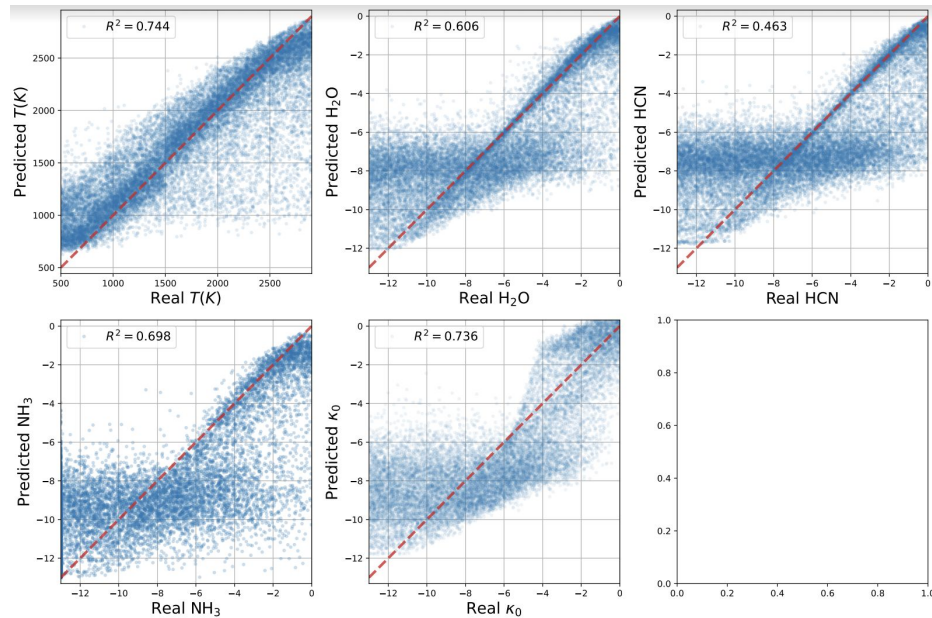 R² = 0.744
2500
2000
1500
1000
500
500 1000 1500 2000 2500
Predicted T(K)
Real T(K)
R² = 0.606
0
−2
−4
−6
−8
−10
−12
−12 −10 −8 −6 −4 −2 0
Predicted H₂O
Real H₂O
R² = 0.463
0
−2
−4
−6
−8
−10
−12
−12 −10 −8 −6 −4 −2 0
Predicted HCN
Real HCN
R² = 0.698
0
−2
−4
−6
−8
−10
−12
−12 −10 −8 −6 −4 −2 0
Predicted NH₃
Real NH₃
R² = 0.736
0
−2
−4
−6
−8
−10
−12
−12 −10 −8 −6 −4 −2 0
Predicted κ₀
Real κ₀
1.0
0.8
0.6
0.4
0.2
0.0
0.0 0.2 0.4 0.6 0.8 1.0